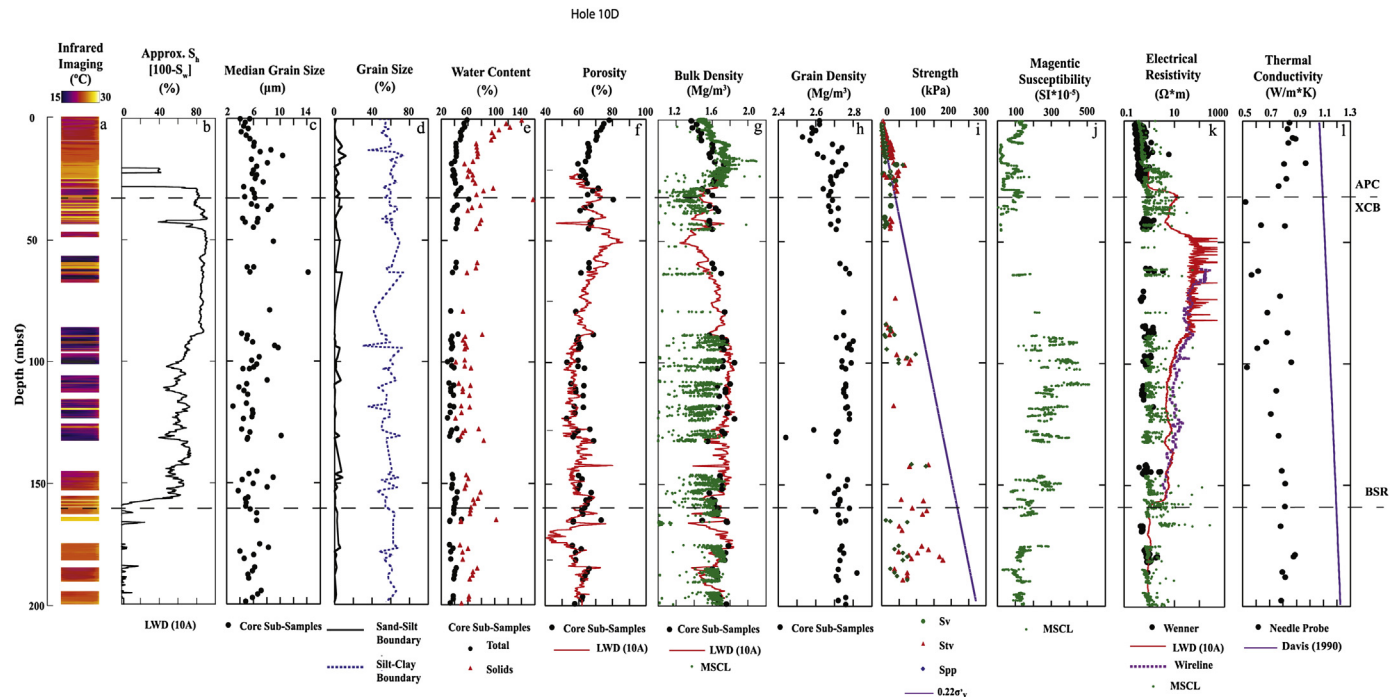 Hole 10D
Infrared
Imaging
(ºC)
15 30
a
Approx. Sh
[100-Sw]
(%)
0 40 80
b
Median Grain Size
(µm)
2 6 10 14
c
Grain Size
(%)
0 40 80
d
Water Content
(%)
20 60 100 140
e
Porosity
(%)
40 60 80 100
f
Bulk Density
(Mg/m³)
1.2 1.6 2.0
g
Grain Density
(Mg/m³)
2.4 2.6 2.8
h
Strength
(kPa)
0 100 200 300
i
Magentic
Susceptibility
(SI*10⁻⁵)
100 300 500
j
Electrical
Resistivity
(Ω*m)
0.1 10 1000
k
Thermal
Conductivity
(W/m*K)
0.5 0.7 0.9 1.1 1.3
l
Depth (mbsf)
0
50
100
150
200
APC
XCB
BSR
LWD (10A)
Core Sub-Samples
Sand-Silt
Boundary
Silt-Clay
Boundary
Core Sub-Samples
Total
Solids
Core Sub-Samples
LWD (10A)
Core Sub-Samples
LWD (10A)
MSCL
Core Sub-Samples
Sv
Stv
Spp
0.22σ'v
MSCL
Wenner
LWD (10A)
Wireline
MSCL
Needle Probe
Davis (1990)